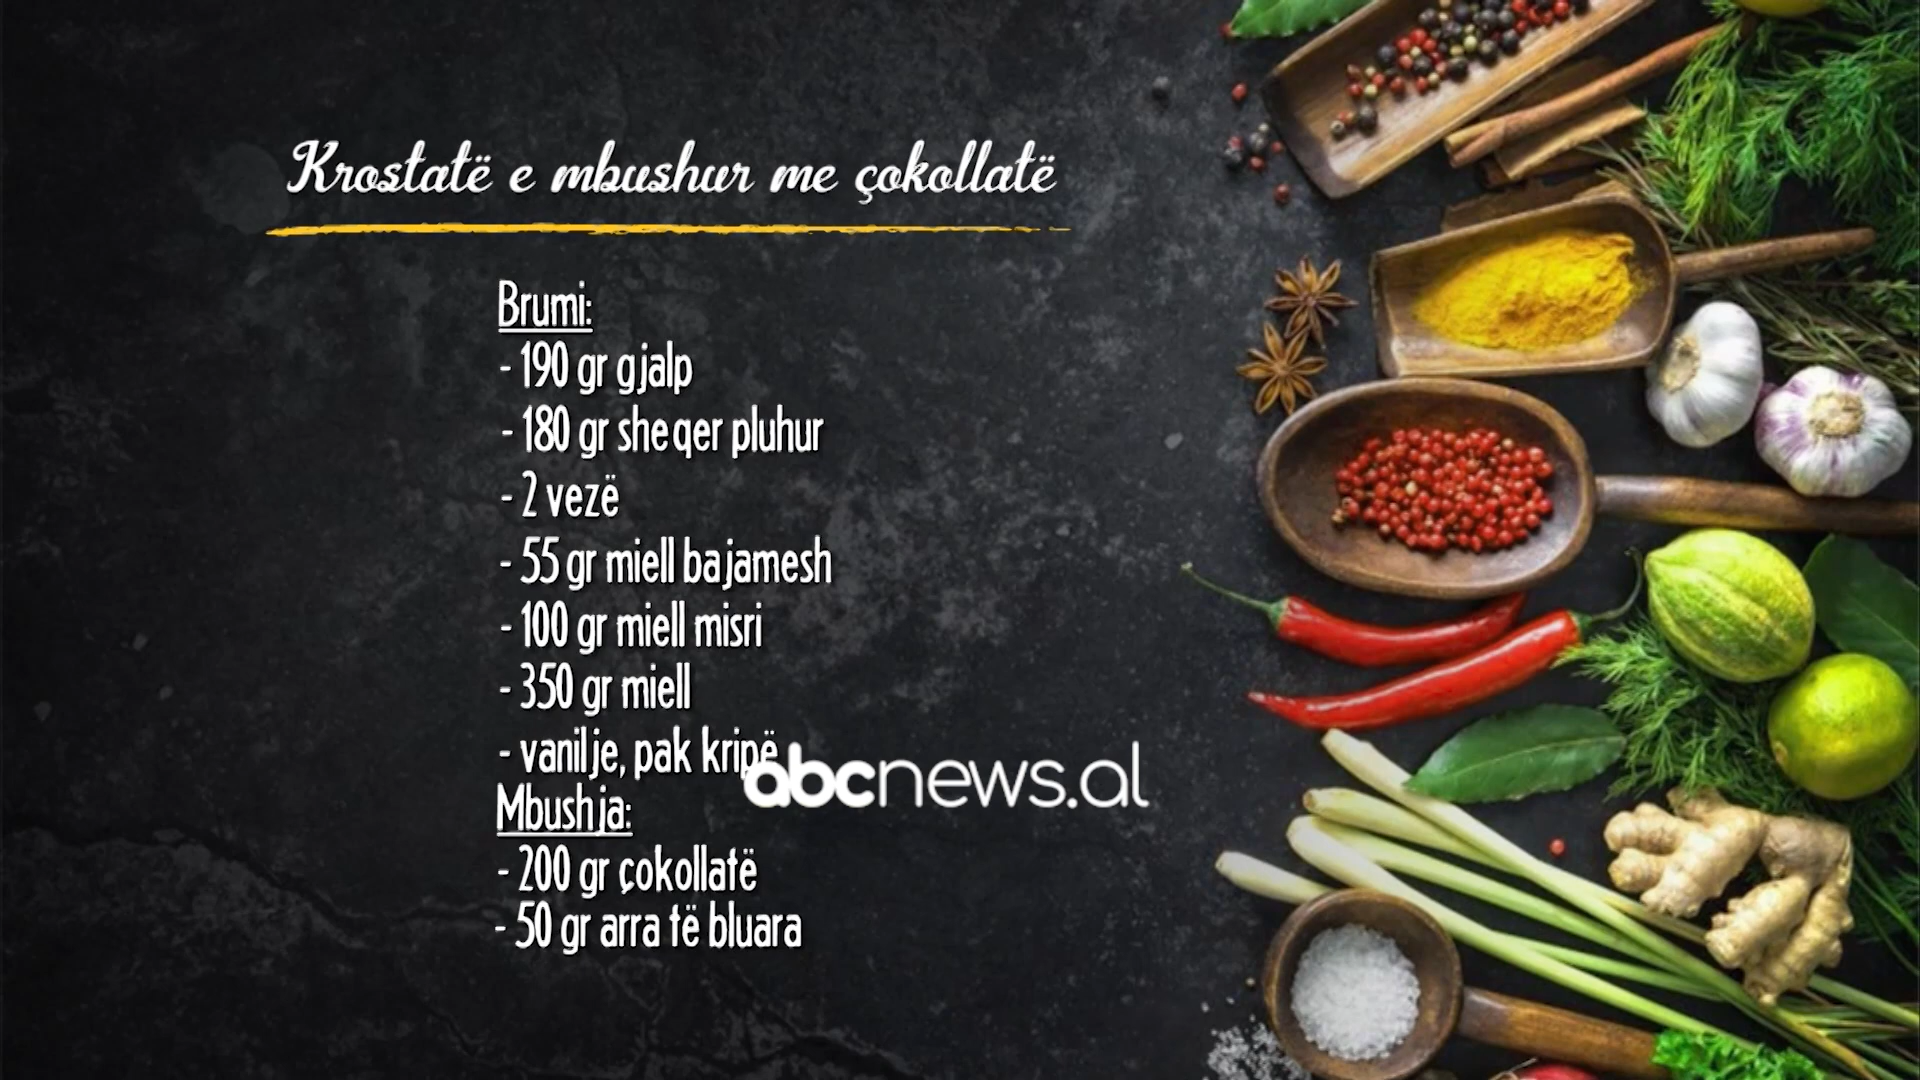 Krostatë e mbushur me çokollatë
Brumi:
- 190 gr gjalp
- 180 gr sheqer pluhur
- 2 vezë
- 55 gr miell bajamesh
- 100 gr miell misri
- 350 gr miell
- vanilje, pak kripë
abcnews.al
Mbushja:
- 200 gr çokollatë
- 50 gr arra të bluara